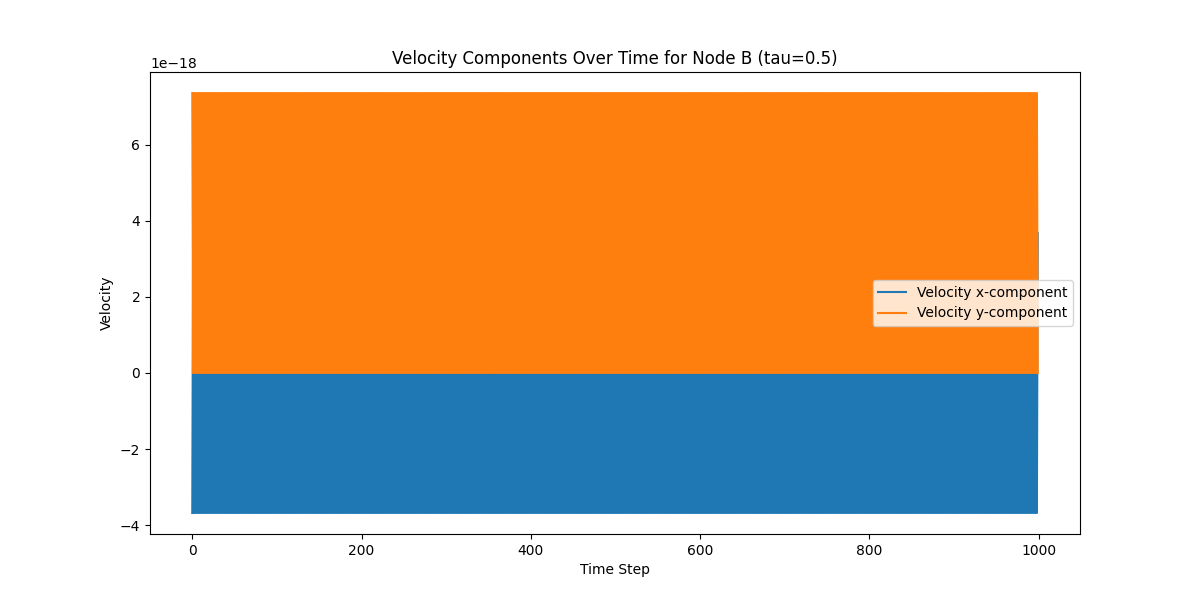 Velocity Components Over Time for Node B (tau=0.5)
1e−18
6
4
2
0
−2
−4
Velocity
Velocity x-component
Velocity y-component
0
200
400
600
800
1000
Time Step